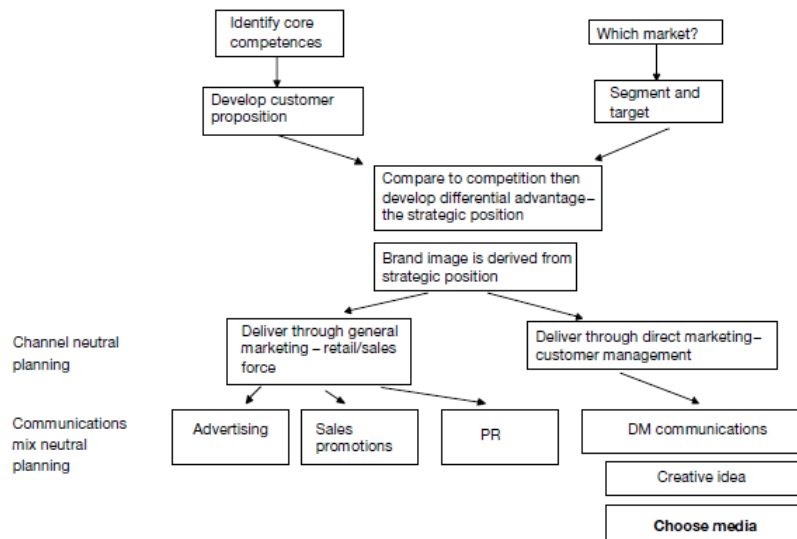 Identify core
competences
Which market?
Develop customer
proposition
Segment and
target
Compare to competition then
develop differential advantage–
the strategic position
Brand image is derived from
strategic position
Channel neutral
planning
Deliver through general
marketing – retail/sales
force
Deliver through direct marketing–
customer management
Communications
mix neutral
planning
Advertising
Sales
promotions
PR
DM communications
Creative idea
Choose media